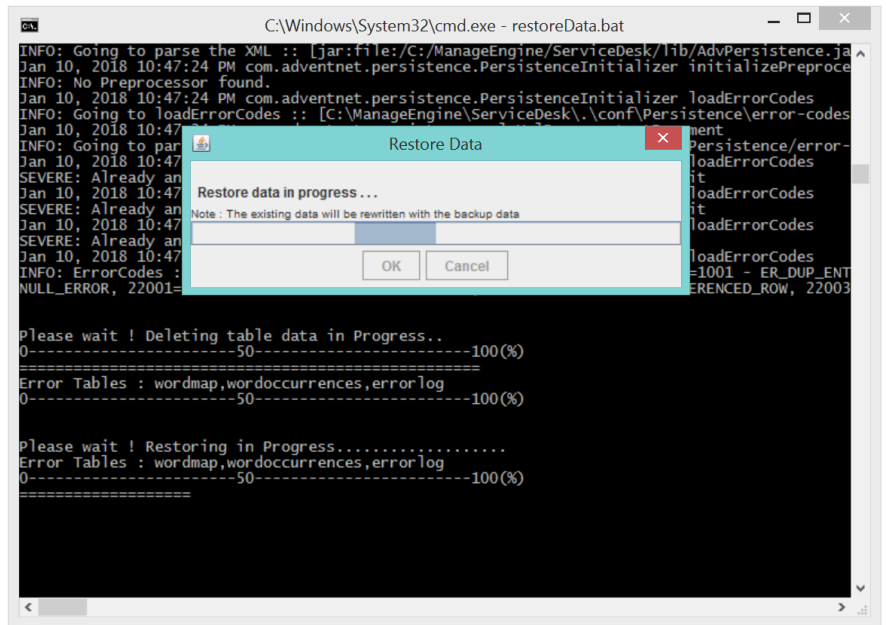 C:\Windows\System32\cmd.exe - restoreData.bat
INFO: Going to parse the XML :: [jar:file:/C:/ManageEngine/ServiceDesk/lib/AdvPersistence.ja
Jan 10, 2018 10:47:24 PM com.adventnet.persistence.PersistenceInitializer initializePreproce
INFO: No Preprocessor found.
Jan 10, 2018 10:47:24 PM com.adventnet.persistence.PersistenceInitializer loadErrorCodes
INFO: Going to loadErrorCodes :: [C:\ManageEngine\ServiceDesk\.\conf\Persistence\error-codes
Jan 10, 2018 10:47
INFO: Going to par Persistence/error-
Jan 10, 2018 10:47 loadErrorCodes
SEVERE: Already an it
Jan 10, 2018 10:47 loadErrorCodes
SEVERE: Already an it
Jan 10, 2018 10:47 loadErrorCodes
SEVERE: Already an
Jan 10, 2018 10:47 loadErrorCodes
INFO: ErrorCodes : =1001 - ER_DUP_ENT
NULL_ERROR, 22001= ERENCED_ROW, 22003
Restore Data
Restore data in progress . . .
Note : The existing data will be rewritten with the backup data
OK Cancel
Please wait ! Deleting table data in Progress..
0-----------------------50------------------------100(%)
===================================================
Error Tables : wordmap,wordoccurrences,errorlog
0-----------------------50------------------------100(%)
Please wait ! Restoring in Progress...................
Error Tables : wordmap,wordoccurrences,errorlog
0-----------------------50------------------------100(%)
===================